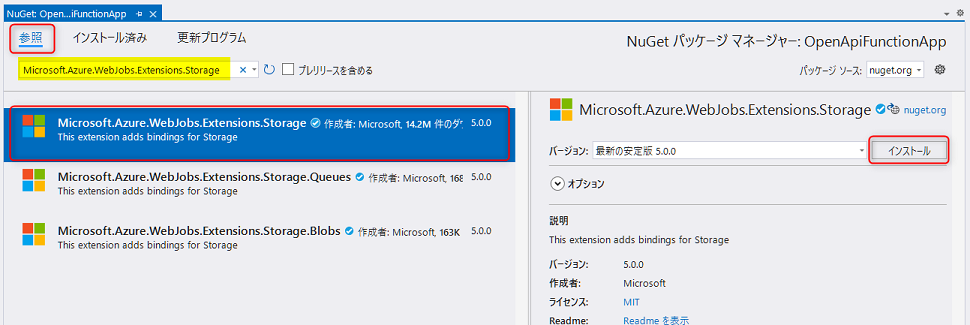 NuGet: Open...iFunctionApp
参照 インストール済み 更新プログラム
NuGet パッケージ マネージャー: OpenApiFunctionApp
Microsoft.Azure.WebJobs.Extensions.Storage プレリリースを含める
パッケージ ソース: nuget.org
Microsoft.Azure.WebJobs.Extensions.Storage 作成者: Microsoft, 14.2M 件のダ 5.0.0
This extension adds bindings for Storage
Microsoft.Azure.WebJobs.Extensions.Storage.Queues 作成者: Microsoft, 168 5.0.0
This extension adds bindings for Storage
Microsoft.Azure.WebJobs.Extensions.Storage.Blobs 作成者: Microsoft, 163K 5.0.0
This extension adds bindings for Storage
Microsoft.Azure.WebJobs.Extensions.Storage nuget.org
バージョン: 最新の安定版 5.0.0 インストール
オプション
説明
This extension adds bindings for Storage
バージョン: 5.0.0
作成者: Microsoft
ライセンス: MIT
Readme: Readme を表示